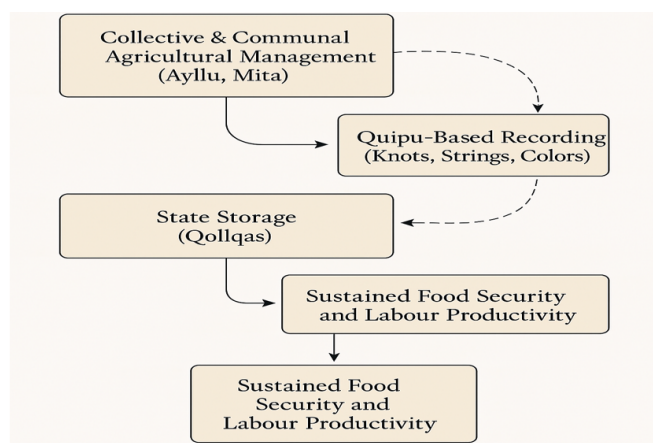 Collective & Communal
Agricultural Management
(Ayllu, Mita)
Quipu-Based Recording
(Knots, Strings, Colors)
State Storage
(Qollqas)
Sustained Food Security
and Labour Productivity
Sustained Food
Security and
Labour Productivity